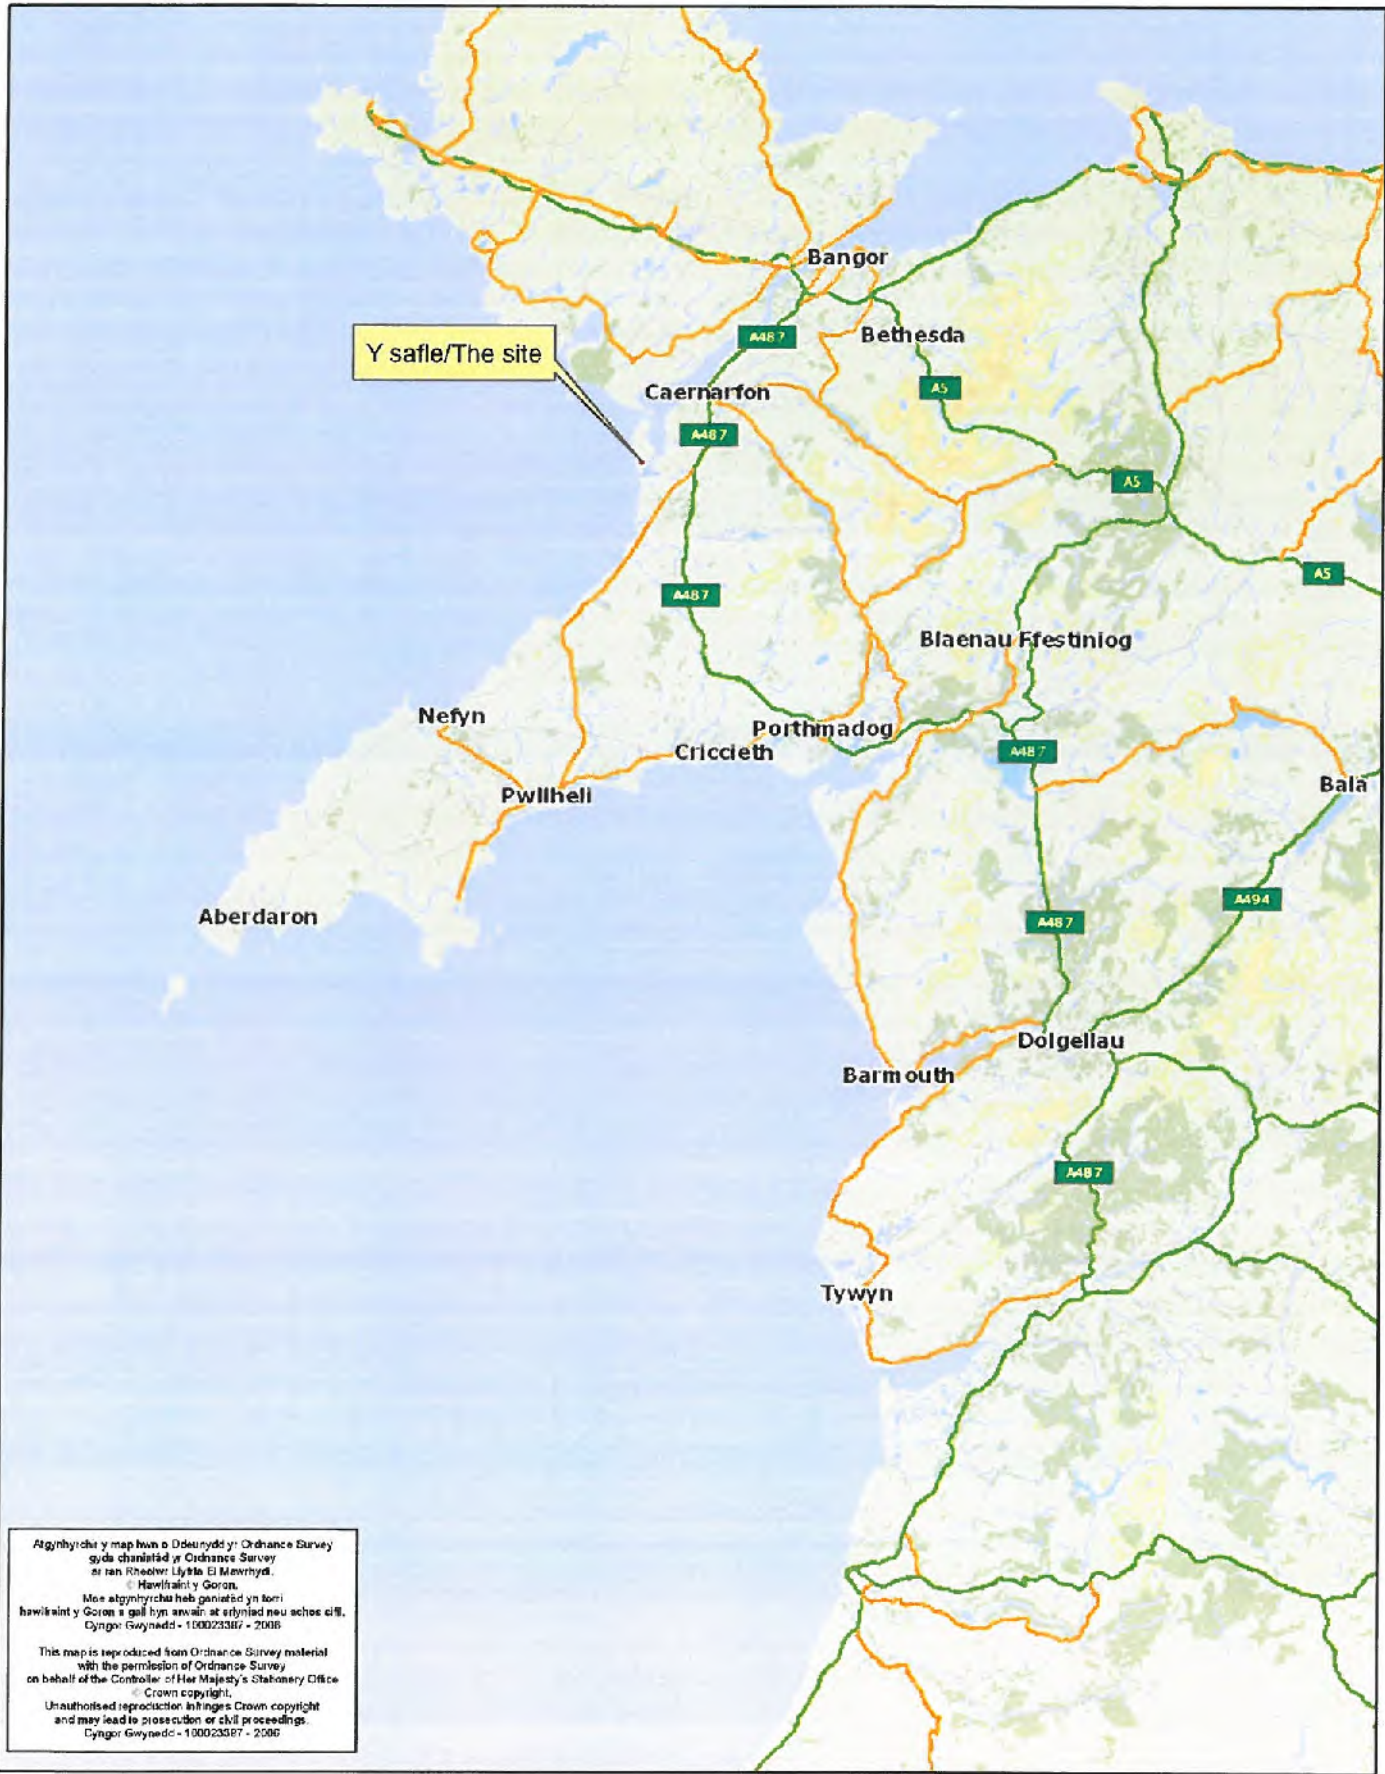 Bangor
A487
Bethesda
Y safle/The site
A5
Caernarfon
A487
A5
A5
A487
Blaenau Ffestiniog
Nefyn
Porthmadog
Criccieth
A487
Bala
Pwllheli
A494
Aberdaron
A487
Dolgellau
Barmouth
A487
Tywyn
Atgynhyrchir y map hwn o Ddeunydd yr Ordnance Survey
gyda chaniatâd yr Ordnance Survey
ar ran Rheolwr Llyfrfa Ei Mawrhydi.
© Hawlfraint y Goron.
Mae atgynhyrchu heb ganiatâd yn torri
hawlfraint y Goron a gall hyn arwain at erlyniad neu achos cifil.
Cyngor Gwynedd - 100023387 - 2006
This map is reproduced from Ordnance Survey material
with the permission of Ordnance Survey
on behalf of the Controller of Her Majesty's Stationery Office
© Crown copyright.
Unauthorised reproduction infringes Crown copyright
and may lead to prosecution or civil proceedings.
Cyngor Gwynedd - 100023387 - 2006